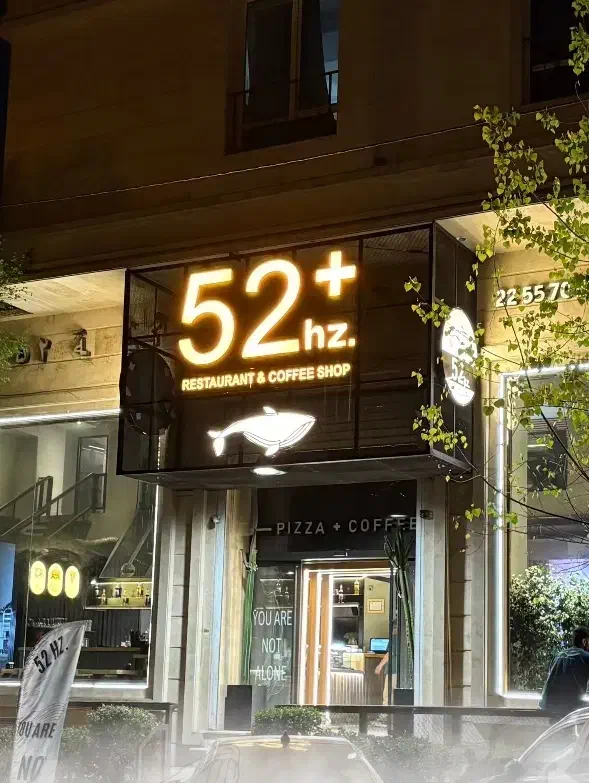 52+
hz.
RESTAURANT & COFFEE SHOP
22 55 70
52
PIZZA + COFFEE
YOU ARE
NOT
ALONE
52 HZ.
YOU ARE
NO